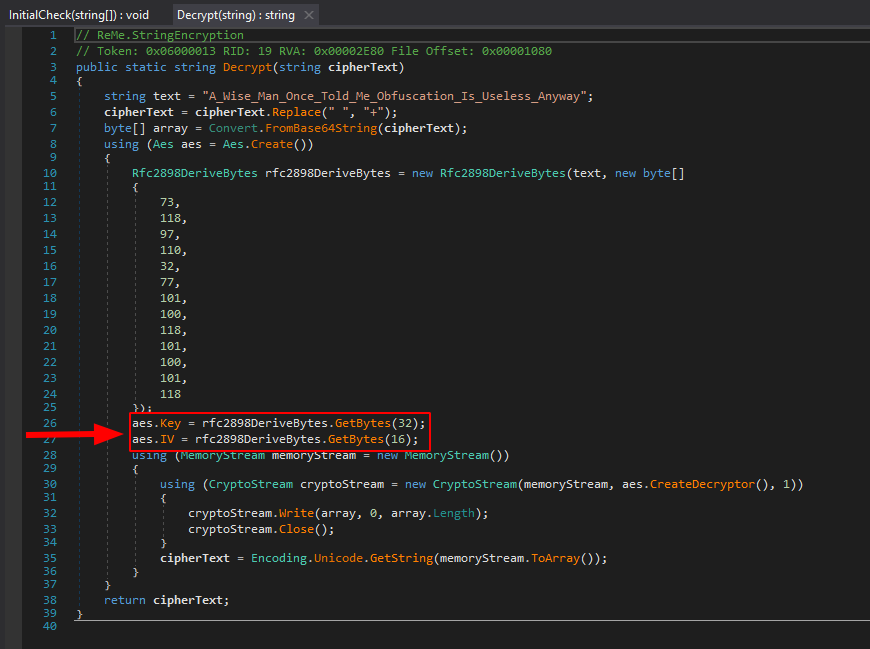 InitialCheck(string[]) : void Decrypt(string) : string ×
1 // ReMe.StringEncryption
2 // Token: 0x06000013 RID: 19 RVA: 0x00002E80 File Offset: 0x00001080
3 public static string Decrypt(string cipherText)
4 {
5 string text = "A_Wise_Man_Once_Told_Me_Obfuscation_Is_Useless_Anyway";
6 cipherText = cipherText.Replace(" ", "+");
7 byte[] array = Convert.FromBase64String(cipherText);
8 using (Aes aes = Aes.Create())
9 {
10 Rfc2898DeriveBytes rfc2898DeriveBytes = new Rfc2898DeriveBytes(text, new byte[]
11 {
12 73,
13 118,
14 97,
15 110,
16 32,
17 77,
18 101,
19 100,
20 118,
21 101,
22 100,
23 101,
24 118
25 });
26 aes.Key = rfc2898DeriveBytes.GetBytes(32);
27 aes.IV = rfc2898DeriveBytes.GetBytes(16);
28 using (MemoryStream memoryStream = new MemoryStream())
29 {
30 using (CryptoStream cryptoStream = new CryptoStream(memoryStream, aes.CreateDecryptor(), 1))
31 {
32 cryptoStream.Write(array, 0, array.Length);
33 cryptoStream.Close();
34 }
35 cipherText = Encoding.Unicode.GetString(memoryStream.ToArray());
36 }
37 }
38 return cipherText;
39 }
40